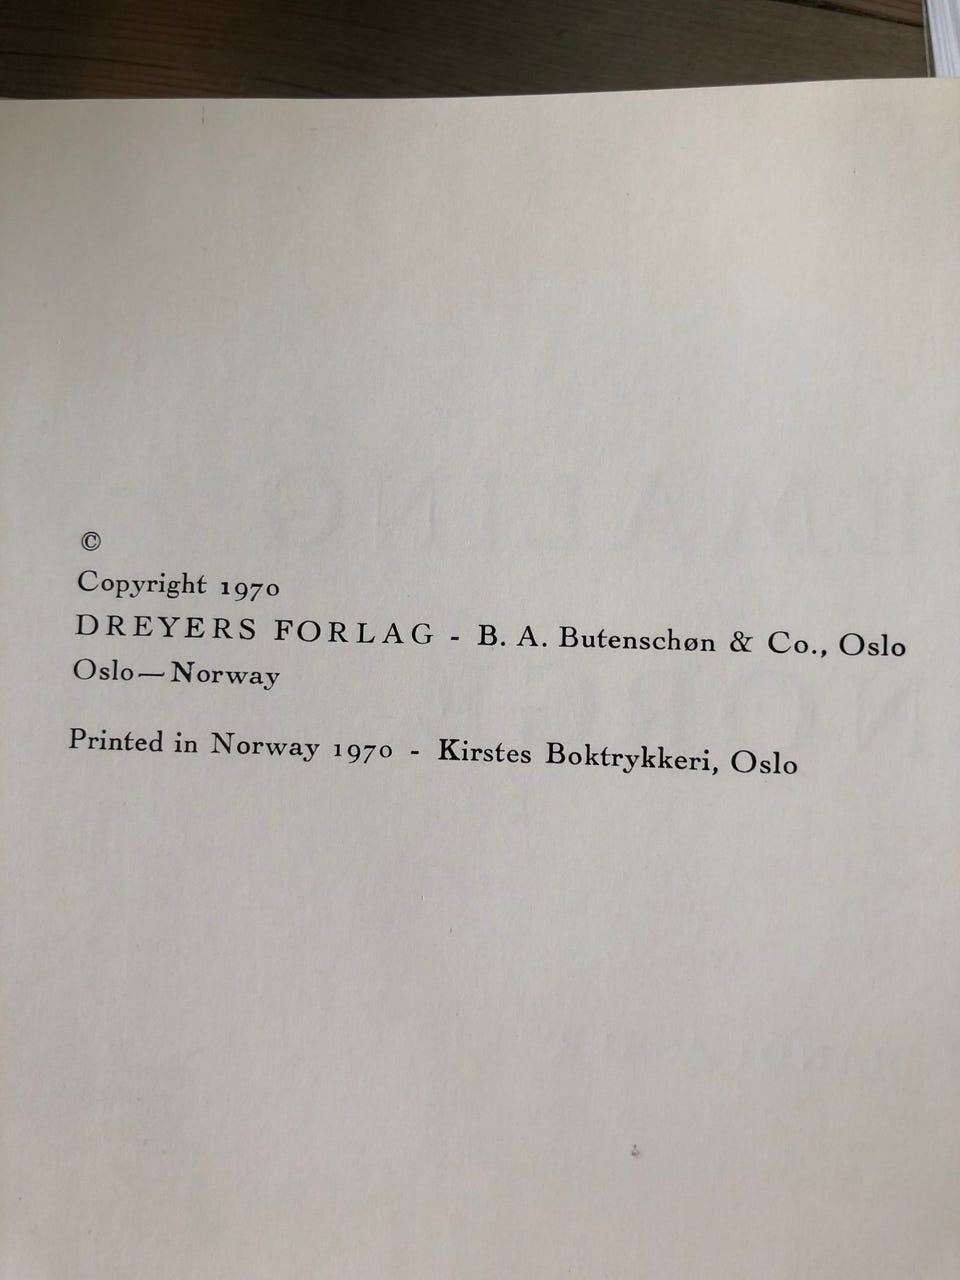 ©
Copyright 1970
DREYERS FORLAG - B. A. Butenschøn & Co., Oslo
Oslo—Norway
Printed in Norway 1970 - Kirstes Boktrykkeri, Oslo